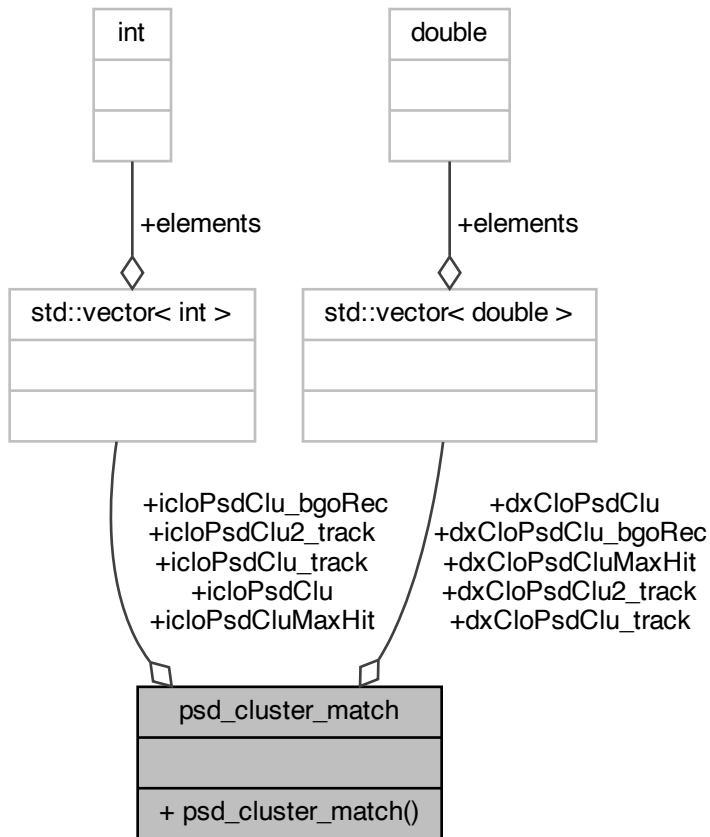 int
double
+elements
+elements
std::vector< int >
std::vector< double >
+icloPsdClu_bgoRec
+icloPsdClu2_track
+icloPsdClu_track
+icloPsdClu
+icloPsdCluMaxHit
+dxCloPsdClu
+dxCloPsdClu_bgoRec
+dxCloPsdCluMaxHit
+dxCloPsdClu2_track
+dxCloPsdClu_track
psd_cluster_match
+ psd_cluster_match()